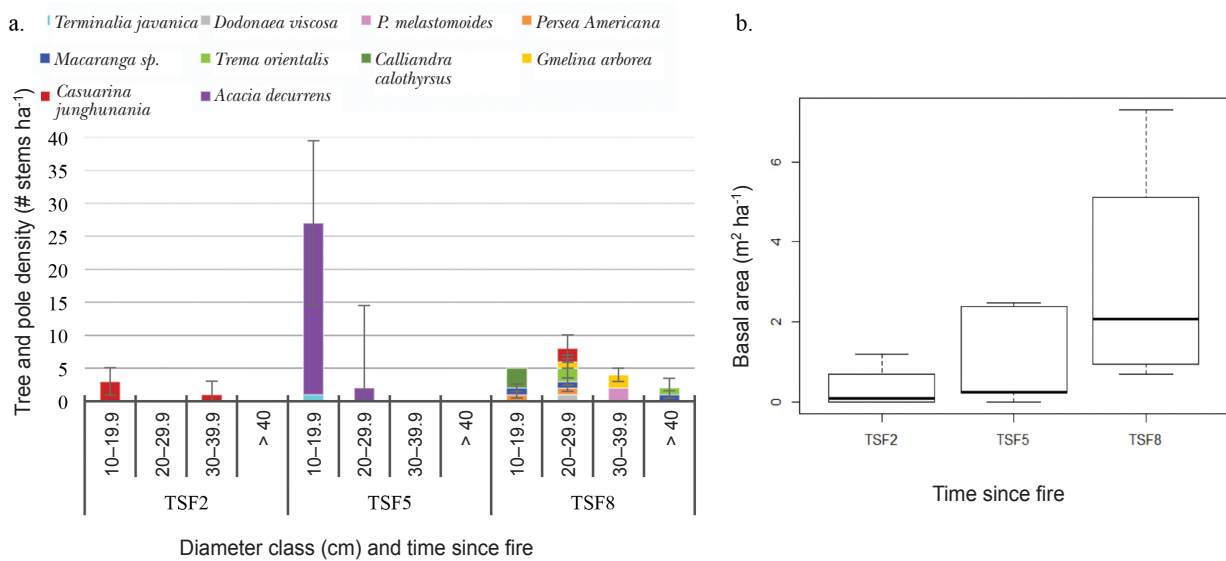 a.
Terminalia javanica
Dodonaea viscosa
P. melastomoides
Persea Americana
Macaranga sp.
Trema orientalis
Calliandra
calothyrsus
Gmelina arborea
Casuarina
junghunania
Acacia decurrens
Tree and pole density (# stems ha⁻¹)
40
35
30
25
20
15
10
5
0
10–19.9
20–29.9
30–39.9
> 40
10–19.9
20–29.9
30–39.9
> 40
10–19.9
20–29.9
30–39.9
> 40
TSF2
TSF5
TSF8
Diameter class (cm) and time since fire
b.
Basal area (m² ha⁻¹)
6
4
2
0
TSF2
TSF5
TSF8
Time since fire